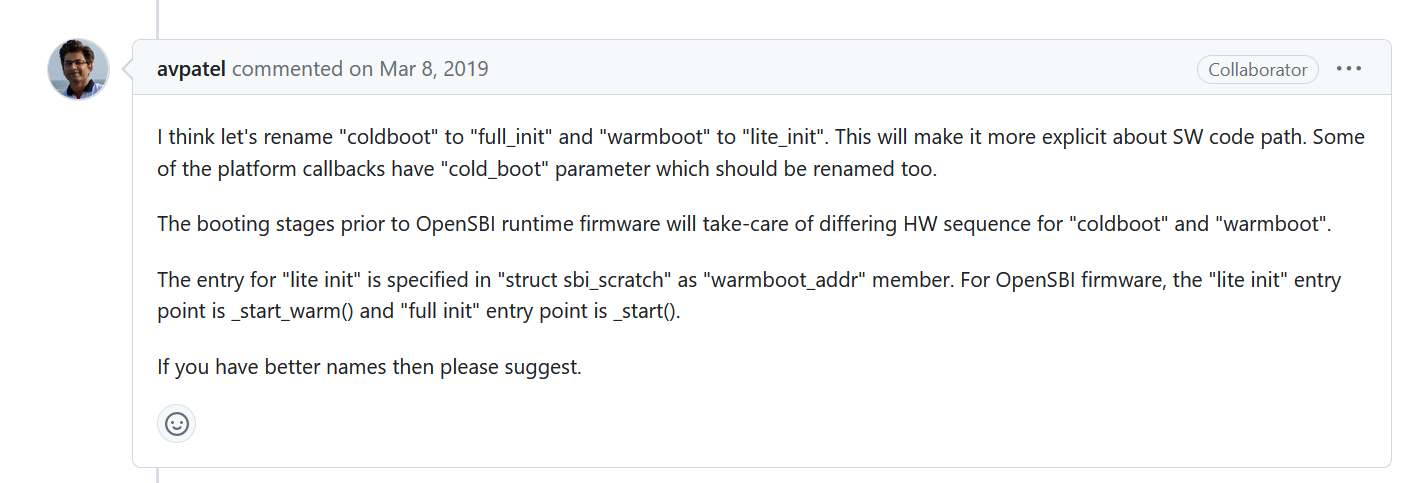 avpatel commented on Mar 8, 2019
Collaborator
I think let's rename "coldboot" to "full_init" and "warmboot" to "lite_init". This will make it more explicit about SW code path. Some
of the platform callbacks have "cold_boot" parameter which should be renamed too.
The booting stages prior to OpenSBI runtime firmware will take-care of differing HW sequence for "coldboot" and "warmboot".
The entry for "lite init" is specified in "struct sbi_scratch" as "warmboot_addr" member. For OpenSBI firmware, the "lite init" entry
point is _start_warm() and "full init" entry point is _start().
If you have better names then please suggest.